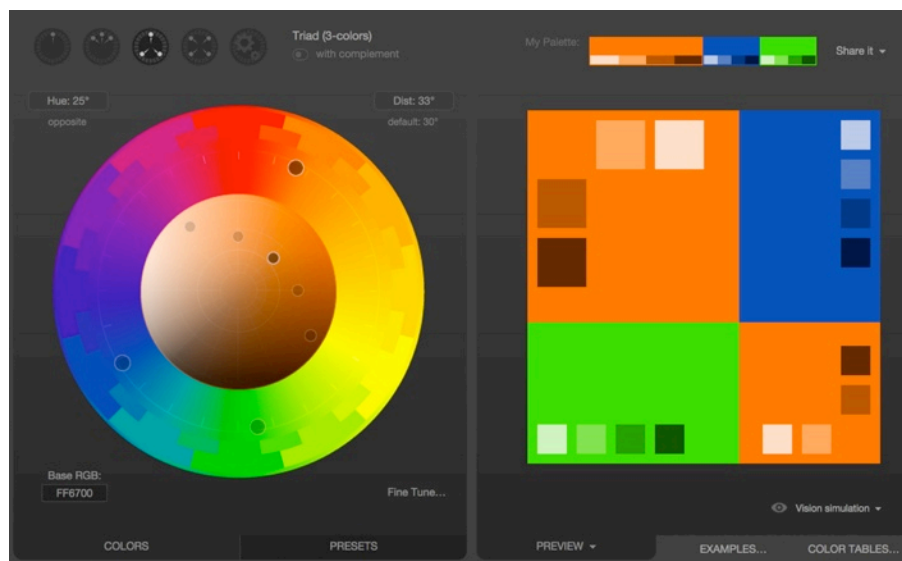 Triad (3-colors)
with complement
My Palette:
Share it
Hue: 25°
opposite
Dist: 33°
default: 30°
Base RGB:
FF6700
Fine Tune...
Vision simulation
COLORS
PRESETS
PREVIEW
EXAMPLES...
COLOR TABLES...